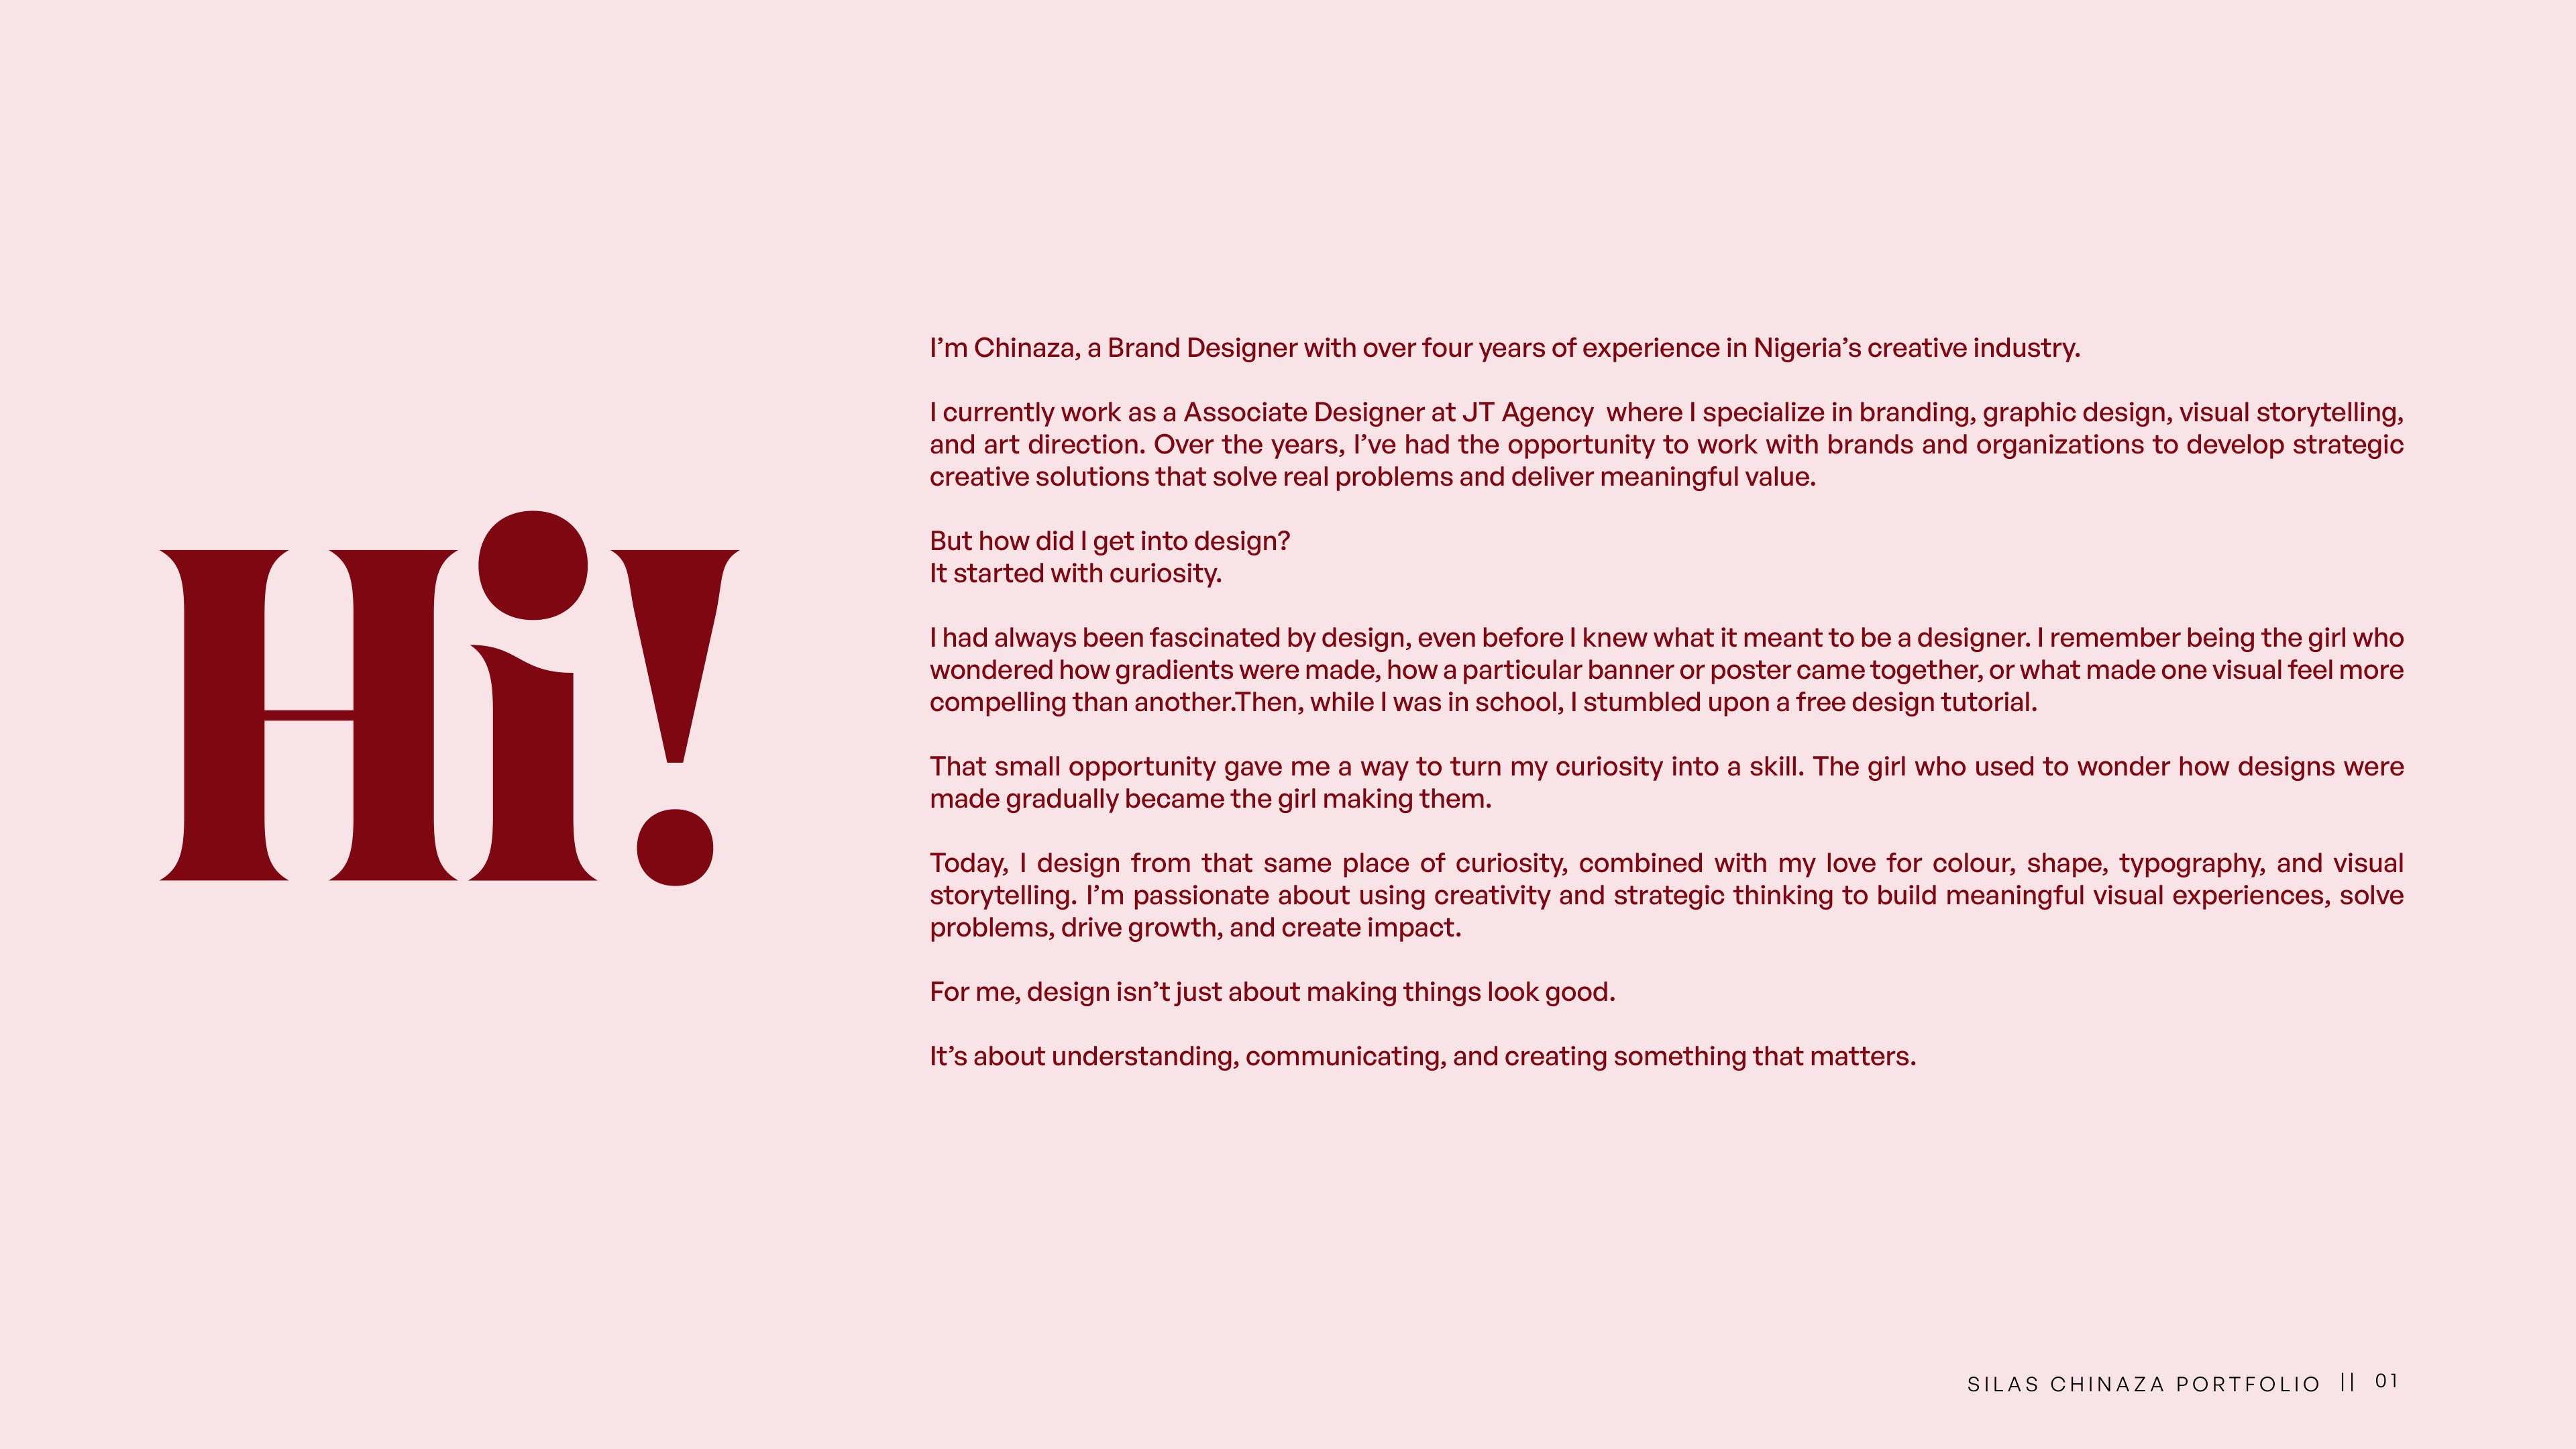 Hi!
I’m Chinaza, a Brand Designer with over four years of experience in Nigeria’s creative industry.
I currently work as a Associate Designer at JT Agency  where I specialize in branding, graphic design, visual storytelling,
and art direction. Over the years, I’ve had the opportunity to work with brands and organizations to develop strategic
creative solutions that solve real problems and deliver meaningful value.
But how did I get into design?
It started with curiosity.
I had always been fascinated by design, even before I knew what it meant to be a designer. I remember being the girl who
wondered how gradients were made, how a particular banner or poster came together, or what made one visual feel more
compelling than another.Then, while I was in school, I stumbled upon a free design tutorial.
That small opportunity gave me a way to turn my curiosity into a skill. The girl who used to wonder how designs were
made gradually became the girl making them.
Today, I design from that same place of curiosity, combined with my love for colour, shape, typography, and visual
storytelling. I’m passionate about using creativity and strategic thinking to build meaningful visual experiences, solve
problems, drive growth, and create impact.
For me, design isn’t just about making things look good.
It’s about understanding, communicating, and creating something that matters.
SILAS CHINAZA PORTFOLIO || 01